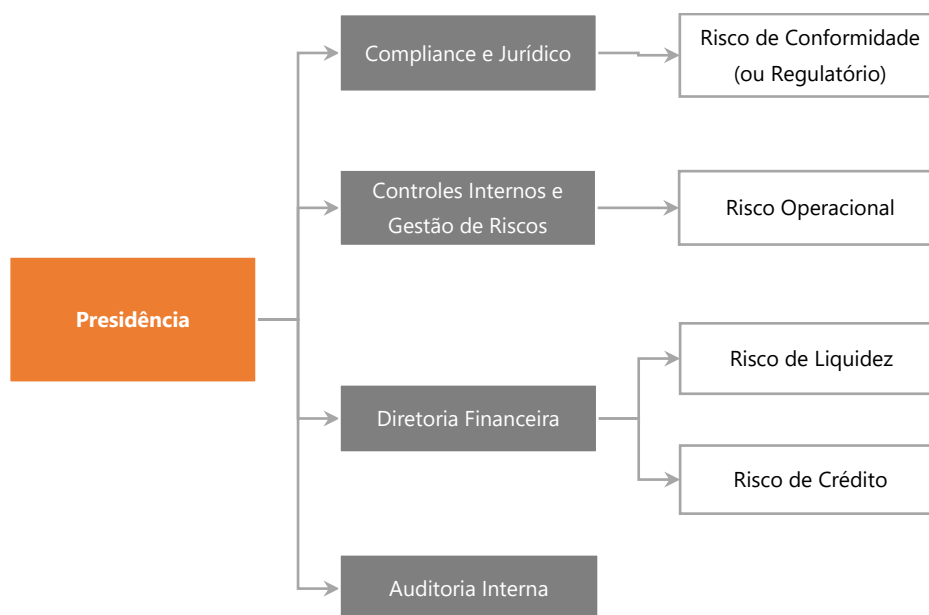 Presidência
Compliance e Jurídico
Risco de Conformidade
(ou Regulatório)
Controles Internos e
Gestão de Riscos
Risco Operacional
Diretoria Financeira
Risco de Liquidez
Risco de Crédito
Auditoria Interna